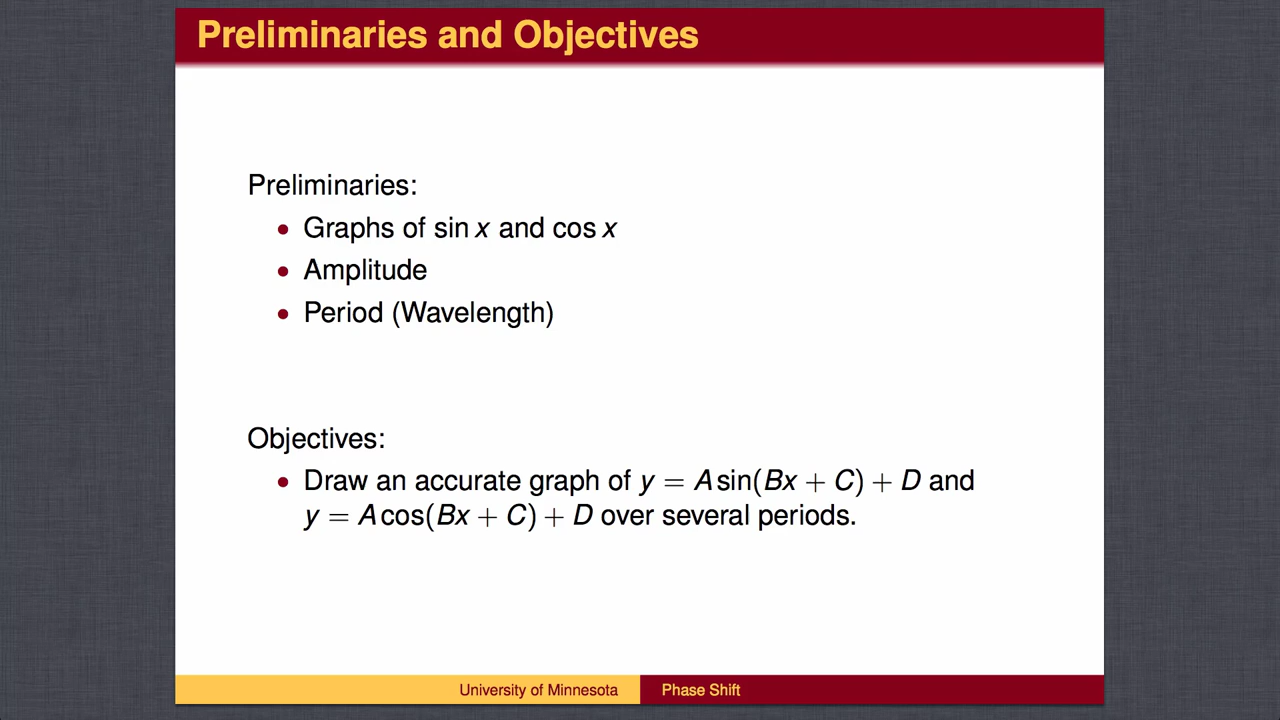 Preliminaries and Objectives
Preliminaries:
• Graphs of sin x and cos x
• Amplitude
• Period (Wavelength)
Objectives:
• Draw an accurate graph of y = A sin(Bx + C) + D and
y = A cos(Bx + C) + D over several periods.
University of Minnesota
Phase Shift